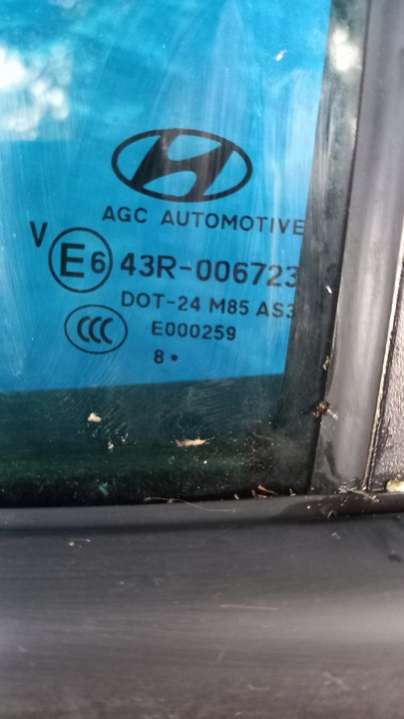 AGC AUTOMOTIVE
V E6 43R-006723
DOT-24 M85 AS3
CCC E000259
8 •